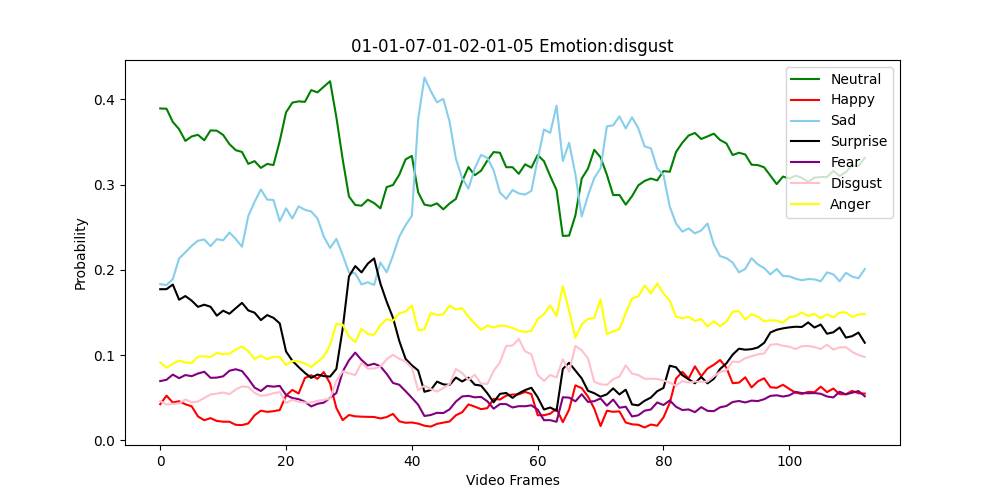 01-01-07-01-02-01-05 Emotion:disgust
Probability
0.4
0.3
0.2
0.1
0.0
0
20
40
60
80
100
Video Frames
Neutral
Happy
Sad
Surprise
Fear
Disgust
Anger